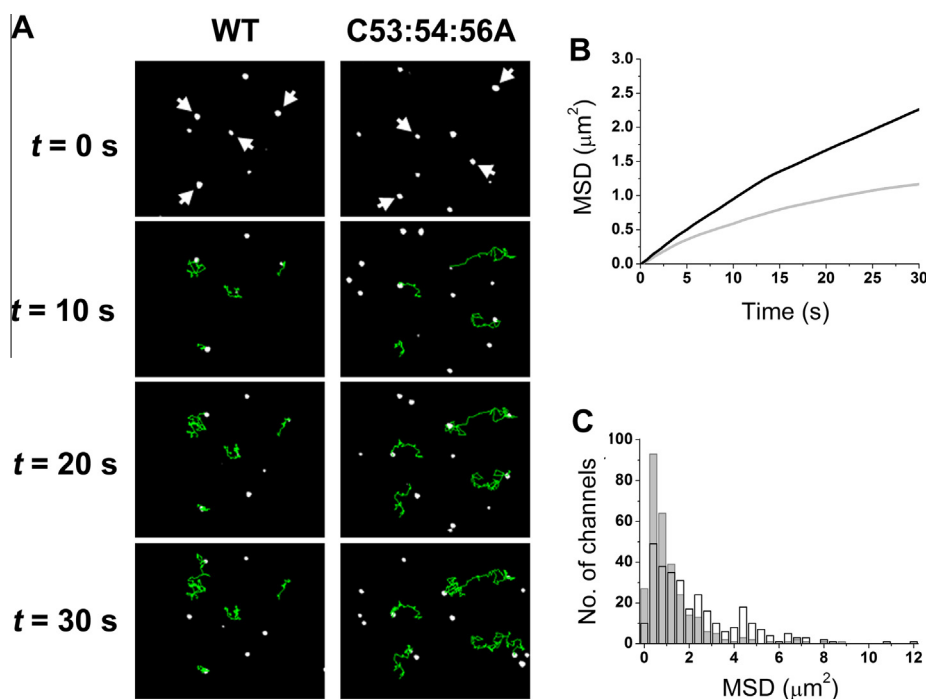 A
WT
C53:54:56A
t = 0 s
t = 10 s
t = 20 s
t = 30 s
B
MSD (μm2)
3.0
2.5
2.0
1.5
1.0
0.5
0.0
0 5 10 15 20 25 30
Time (s)
C
No. of channels
100
80
60
40
20
0
0 2 4 6 8 10 12
MSD (μm2)